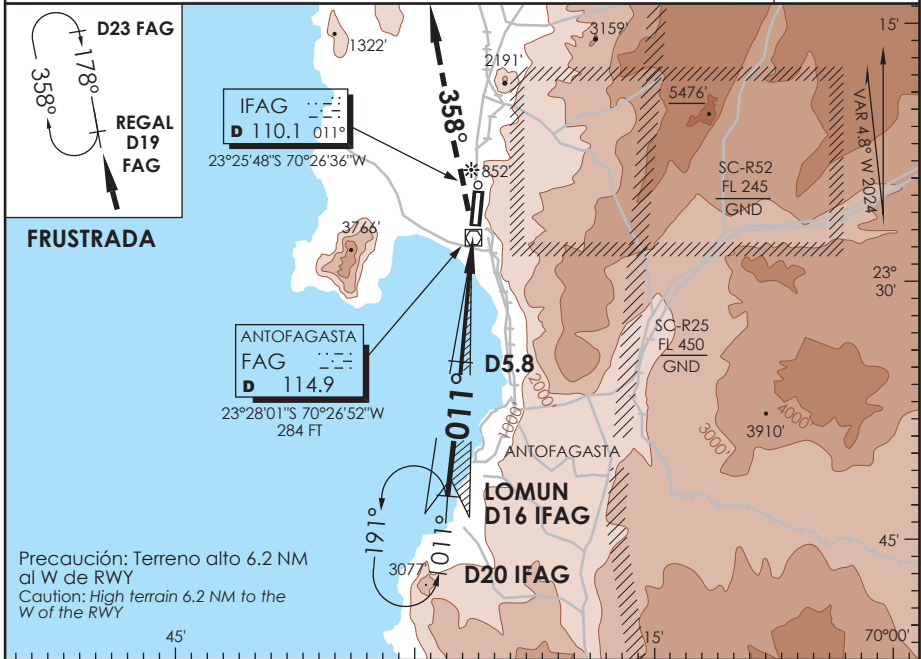 D23 FAG
178°
358°
REGAL
D19
FAG
FRUSTRADA
1322'
3159'
2191'
15'
5476'
VAR 4.8° W 2024
IFAG
D 110.1 011°
23°25'48"S 70°26'36"W
358°
852'
SC-R52
FL 245
GND
3766'
23°
30'
ANTOFAGASTA
FAG
D 114.9
23°28'01"S 70°26'52"W
284 FT
SC-R25
FL 450
GND
D5.8
2000'
1000'
011°
4000'
3000'
3910'
ANTOFAGASTA
LOMUN
D16 IFAG
191°
011°
45'
3077'
D20 IFAG
Precaución: Terreno alto 6.2 NM
al W de RWY
Caution: High terrain 6.2 NM to the
W of the RWY
45'
15'
70°00'